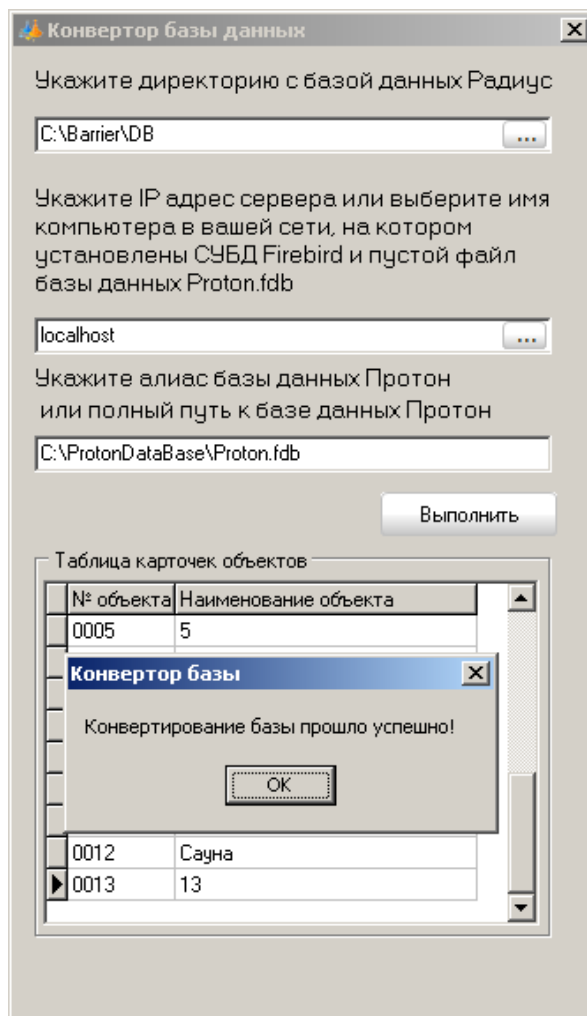 Конвертор базы данных
Укажите директорию с базой данных Радиус
C:\Barrier\DB
...
Укажите IP адрес сервера или выберите имя
компьютера в вашей сети, на котором
установлены СУБД Firebird и пустой файл
базы данных Proton.fdb
localhost
...
Укажите алиас базы данных Протон
или полный путь к базе данных Протон
C:\ProtonDataBase\Proton.fdb
Выполнить
Таблица карточек объектов
№ объекта Наименование объекта
0005 5
Конвертор базы
Конвертирование базы прошло успешно!
OK
0012 Сауна
0013 13